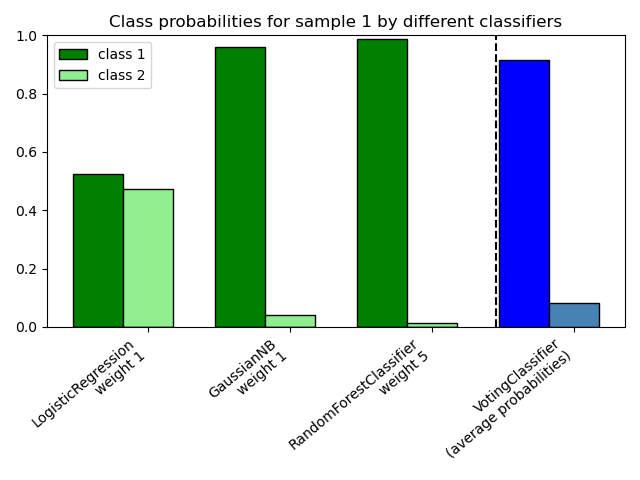 Class probabilities for sample 1 by different classifiers
class 1
class 2
1.0
0.8
0.6
0.4
0.2
0.0
LogisticRegression
weight 1
GaussianNB
weight 1
RandomForestClassifier
weight 5
VotingClassifier
(average probabilities)